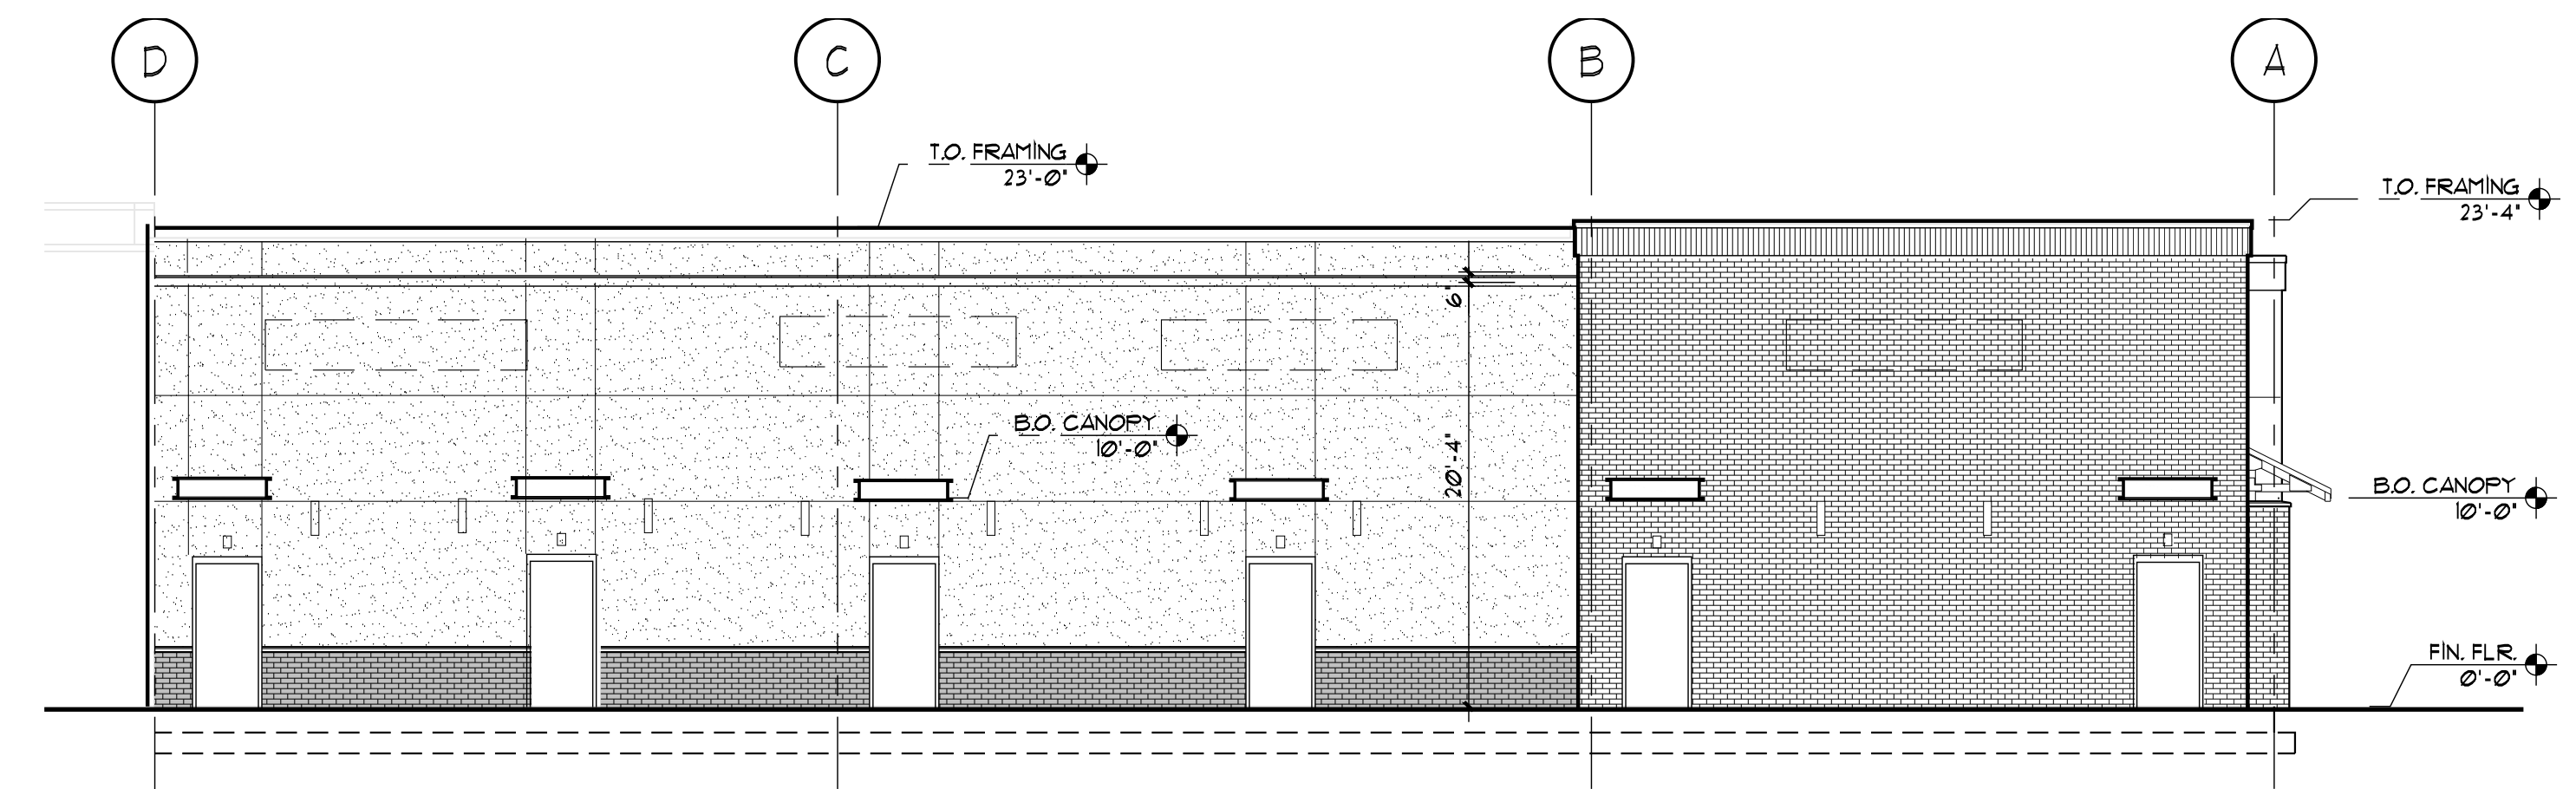 D
C
B
A
T.O. FRAMING
23'-0"
T.O. FRAMING
23'-4"
6"
B.O. CANOPY
10'-0"
20'-4"
B.O. CANOPY
10'-0"
FIN. FLR.
0'-0"